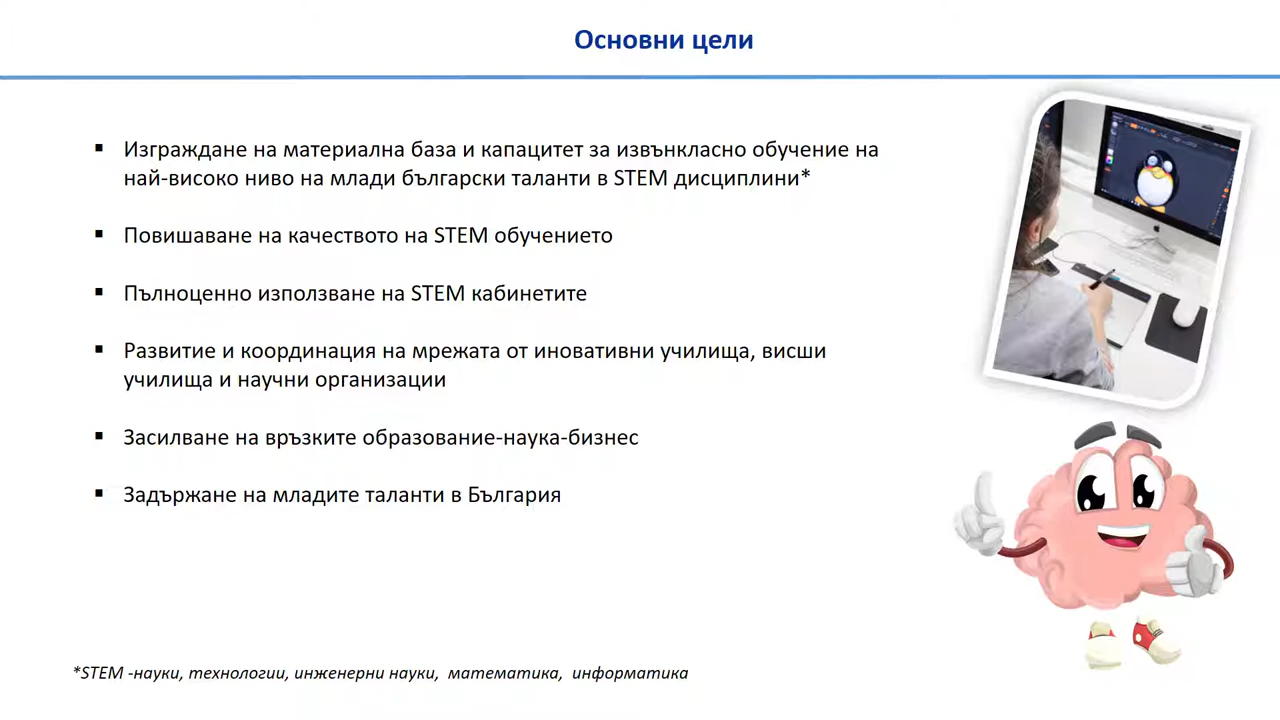 Основни цели
▪ Изграждане на материална база и капацитет за извънкласно обучение на
най-високо ниво на млади български таланти в STEM дисциплини*
▪ Повишаване на качеството на STEM обучението
▪ Пълноценно използване на STEM кабинетите
▪ Развитие и координация на мрежата от иновативни училища, висши
училища и научни организации
▪ Засилване на връзките образование-наука-бизнес
▪ Задържане на младите таланти в България
*STEM -науки, технологии, инженерни науки, математика, информатика